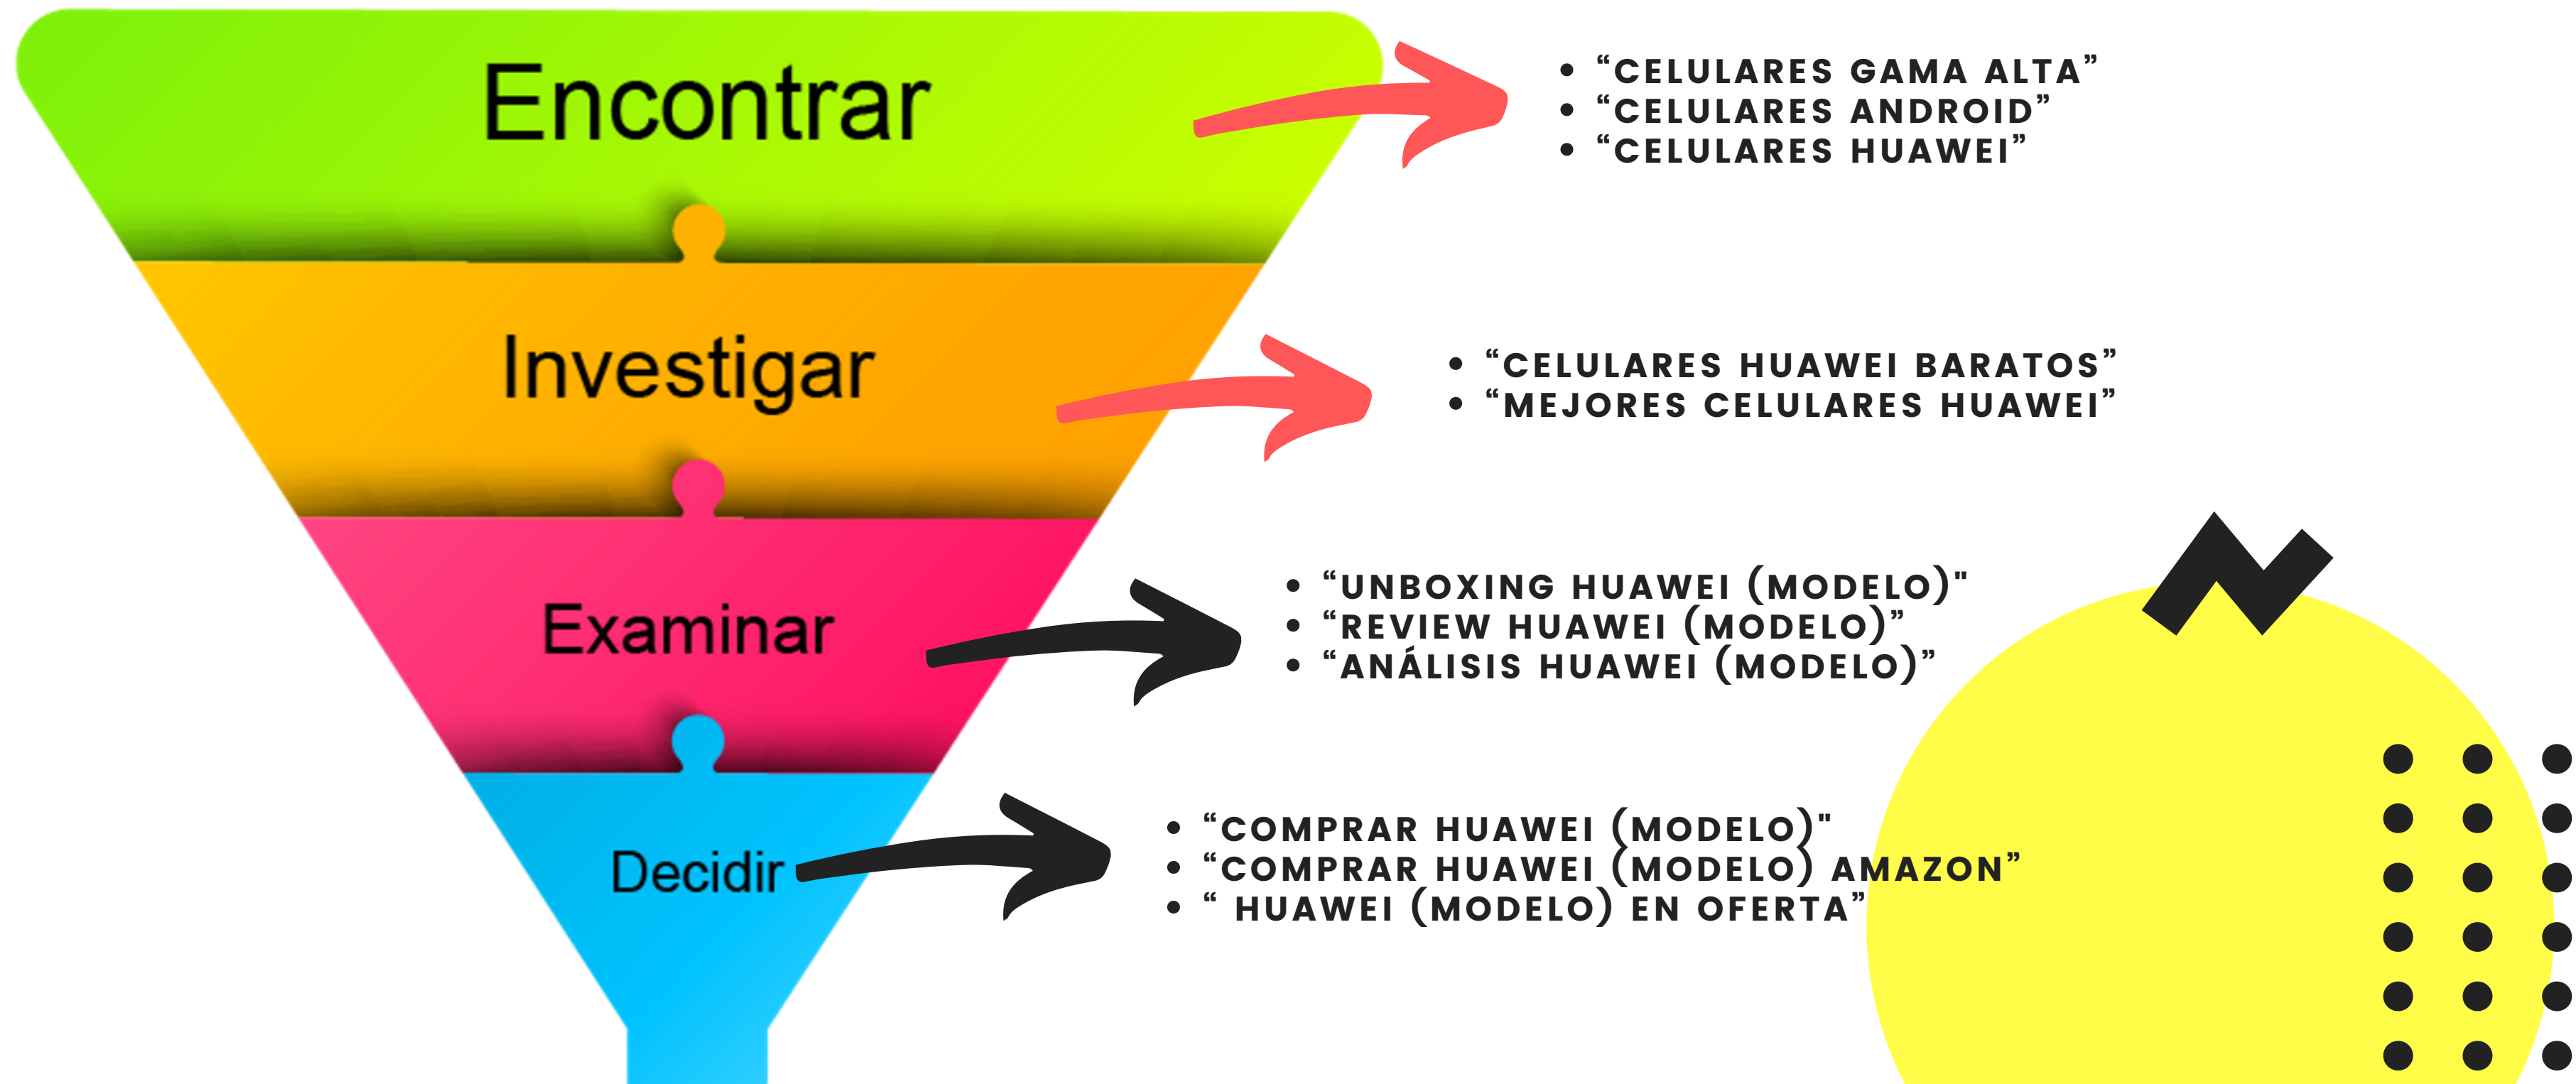 Encontrar
• “CELULARES GAMA ALTA”
• “CELULARES ANDROID”
• “CELULARES HUAWEI”
Investigar
• “CELULARES HUAWEI BARATOS”
• “MEJORES CELULARES HUAWEI”
Examinar
• “UNBOXING HUAWEI (MODELO)"
• “REVIEW HUAWEI (MODELO)”
• “ANÁLISIS HUAWEI (MODELO)”
Decidir
• “COMPRAR HUAWEI (MODELO)"
• “COMPRAR HUAWEI (MODELO) AMAZON”
• “ HUAWEI (MODELO) EN OFERTA”